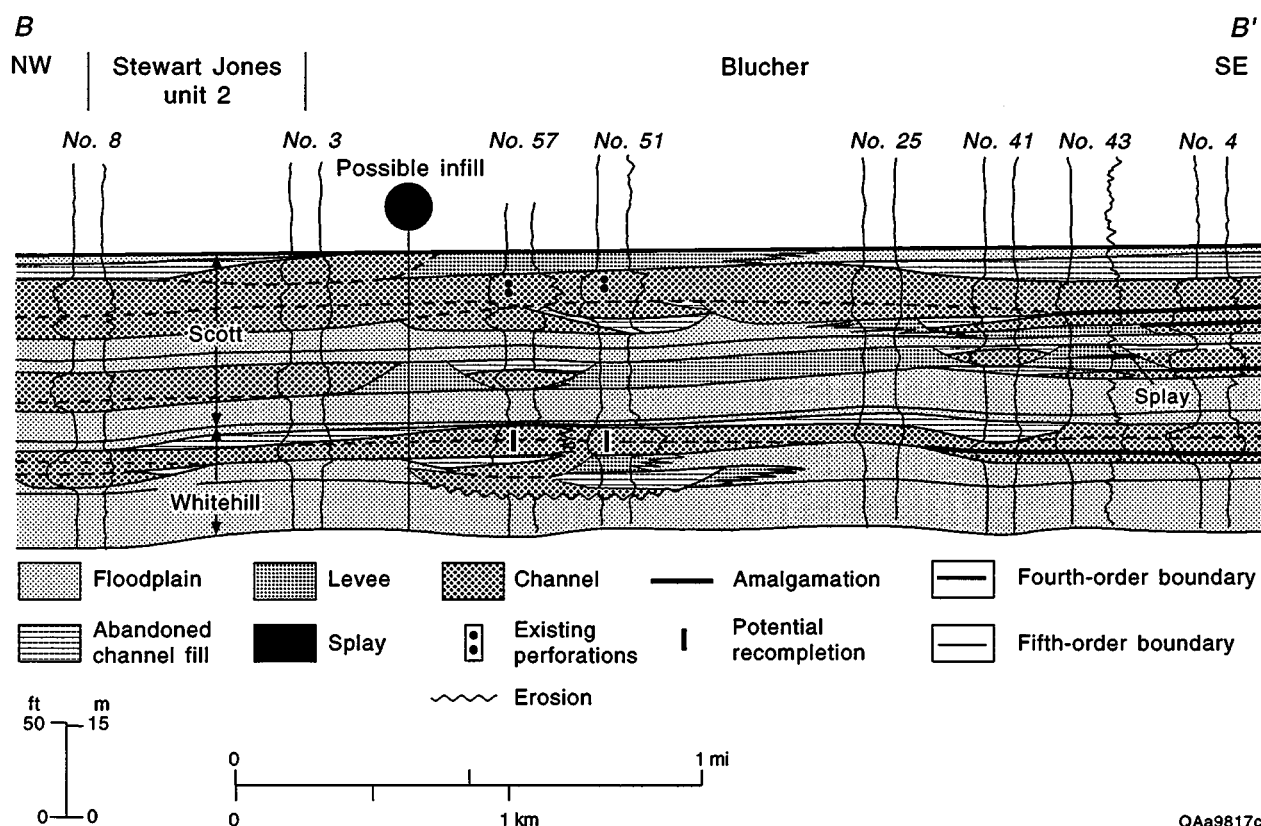 B B'
NW Stewart Jones Blucher SE
unit 2
No. 8 No. 3 No. 57 No. 51 No. 25 No. 41 No. 43 No. 4
Possible infill
Scott
Splay
Whitehill
Floodplain Levee Channel Amalgamation Fourth-order boundary
Abandoned channel fill Splay Existing perforations Potential recompletion Fifth-order boundary
Erosion
ft m
50 15
0 0
0 1 mi
0 1 km
QAa9817c